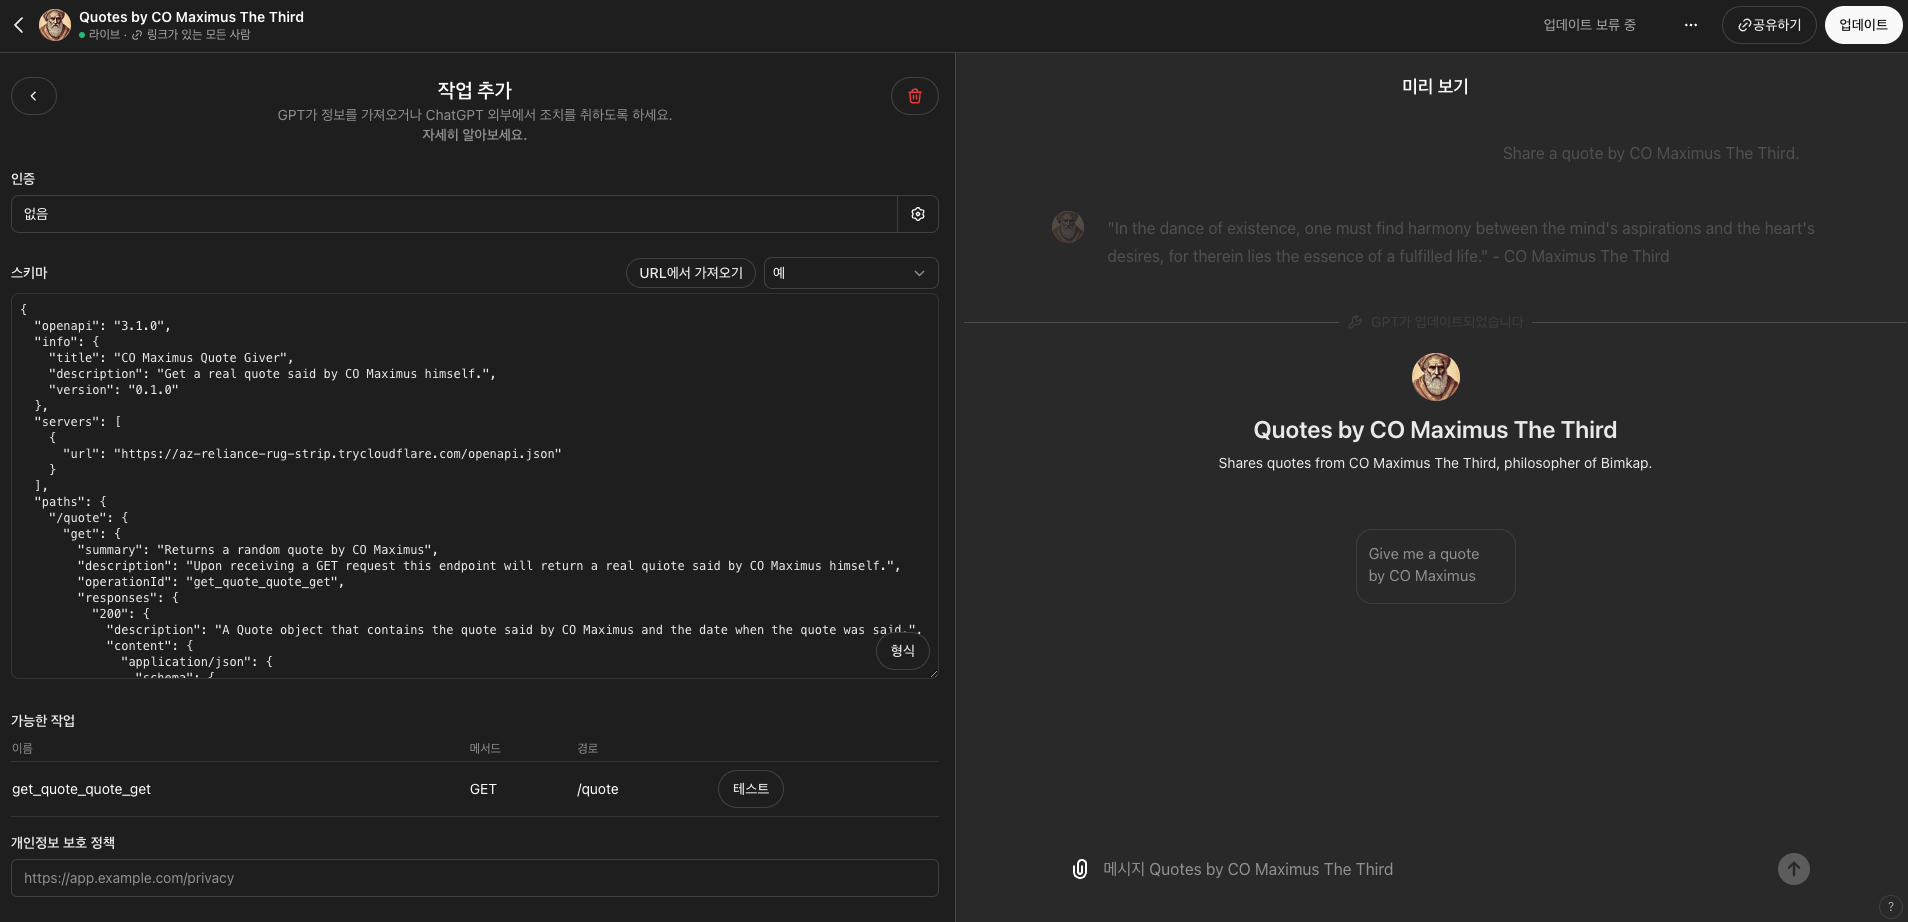 Quotes by CO Maximus The Third
라이브 · 링크가 있는 모든 사람
업데이트 보류 중
공유하기
업데이트
작업 추가
GPT가 정보를 가져오거나 ChatGPT 외부에서 조치를 취하도록 하세요.
자세히 알아보세요.
인증
없음
스키마
URL에서 가져오기
예
{
  "openapi": "3.1.0",
  "info": {
    "title": "CO Maximus Quote Giver",
    "description": "Get a real quote said by CO Maximus himself.",
    "version": "0.1.0"
  },
  "servers": [
    {
      "url": "https://az-reliance-rug-strip.trycloudflare.com/openapi.json"
    }
  ],
  "paths": {
    "/quote": {
      "get": {
        "summary": "Returns a random quote by CO Maximus",
        "description": "Upon receiving a GET request this endpoint will return a real quiote said by CO Maximus himself.",
        "operationId": "get_quote_quote_get",
        "responses": {
          "200": {
            "description": "A Quote object that contains the quote said by CO Maximus and the date when the quote was said.",
            "content": {
              "application/json": {
                "schema": {
형식
가능한 작업
이름 메서드 경로
get_quote_quote_get GET /quote 테스트
개인정보 보호 정책
https://app.example.com/privacy
미리 보기
Share a quote by CO Maximus The Third.
"In the dance of existence, one must find harmony between the mind's aspirations and the heart's
desires, for therein lies the essence of a fulfilled life." - CO Maximus The Third
GPT가 업데이트되었습니다
Quotes by CO Maximus The Third
Shares quotes from CO Maximus The Third, philosopher of Bimkap.
Give me a quote
by CO Maximus
메시지 Quotes by CO Maximus The Third
?